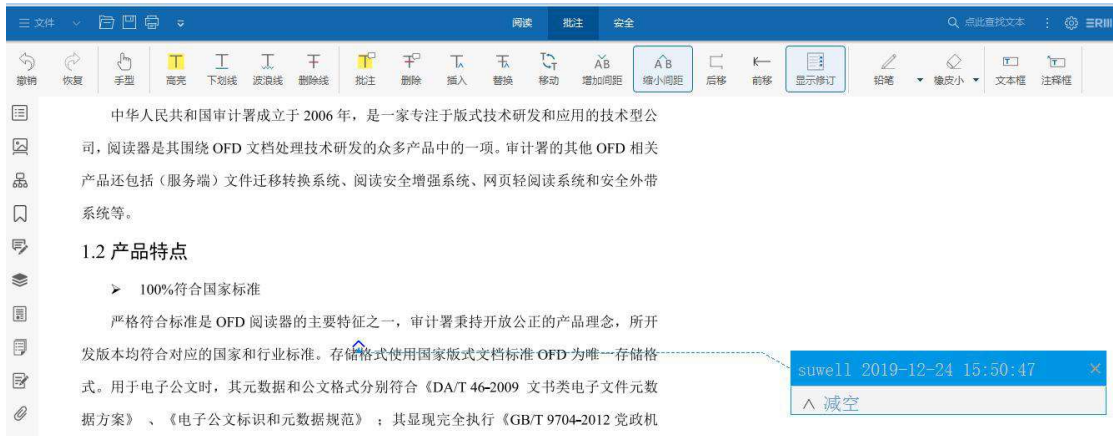 文件
阅读 批注 安全
点此查找文本
撤销 恢复 手型 高亮 下划线 波浪线 删除线 批注 删除 插入 替换 移动 增加间距 缩小间距 后移 前移 显示修订 铅笔 橡皮小 文本框 注释框
中华人民共和国审计署成立于 2006 年，是一家专注于版式技术研发和应用的技术型公
司，阅读器是其围绕 OFD 文档处理技术研发的众多产品中的一项。审计署的其他 OFD 相关
产品还包括（服务端）文件迁移转换系统、阅读安全增强系统、网页轻阅读系统和安全外带
系统等。
1.2 产品特点
➢ 100%符合国家标准
严格符合标准是 OFD 阅读器的主要特征之一，审计署秉持开放公正的产品理念，所开
发版本均符合对应的国家和行业标准。存储格式使用国家版式文档标准 OFD 为唯一存储格
式。用于电子公文时，其元数据和公文格式分别符合《DA/T 46-2009 文书类电子文件元数
据方案》 、《电子公文标识和元数据规范》 ；其显现完全执行《GB/T 9704-2012 党政机
suwell 2019-12-24 15:50:47 ×
减空